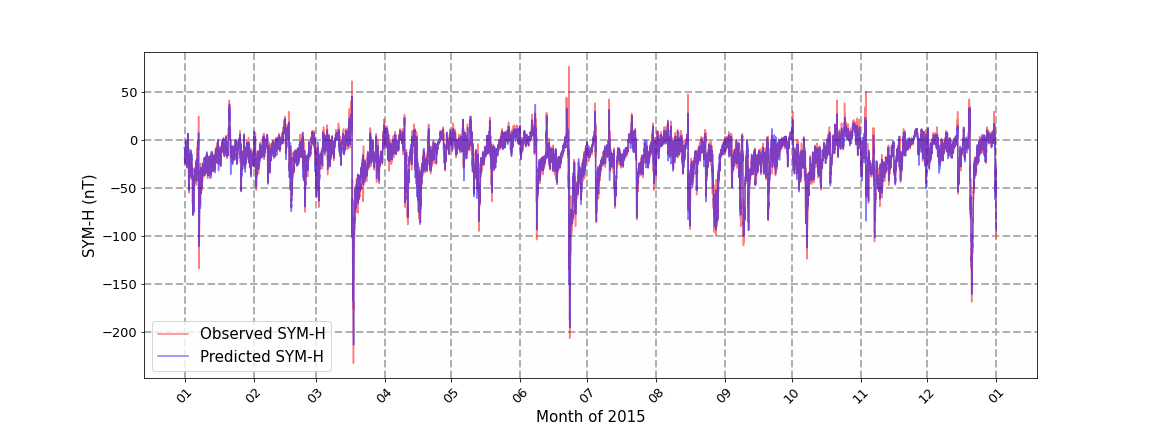 50
0
−50
−100
−150
−200
SYM-H (nT)
Observed SYM-H
Predicted SYM-H
01 02 03 04 05 06 07 08 09 10 11 12 01
Month of 2015